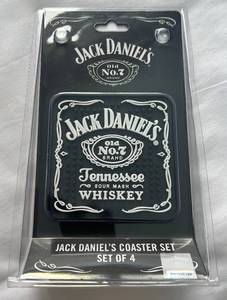 JACK DANIEL'S
Old
No.7
BRAND
JACK DANIEL'S
Old
No.7
BRAND
Tennessee
SOUR MASH
WHISKEY
JACK DANIEL'S COASTER SET
SET OF 4